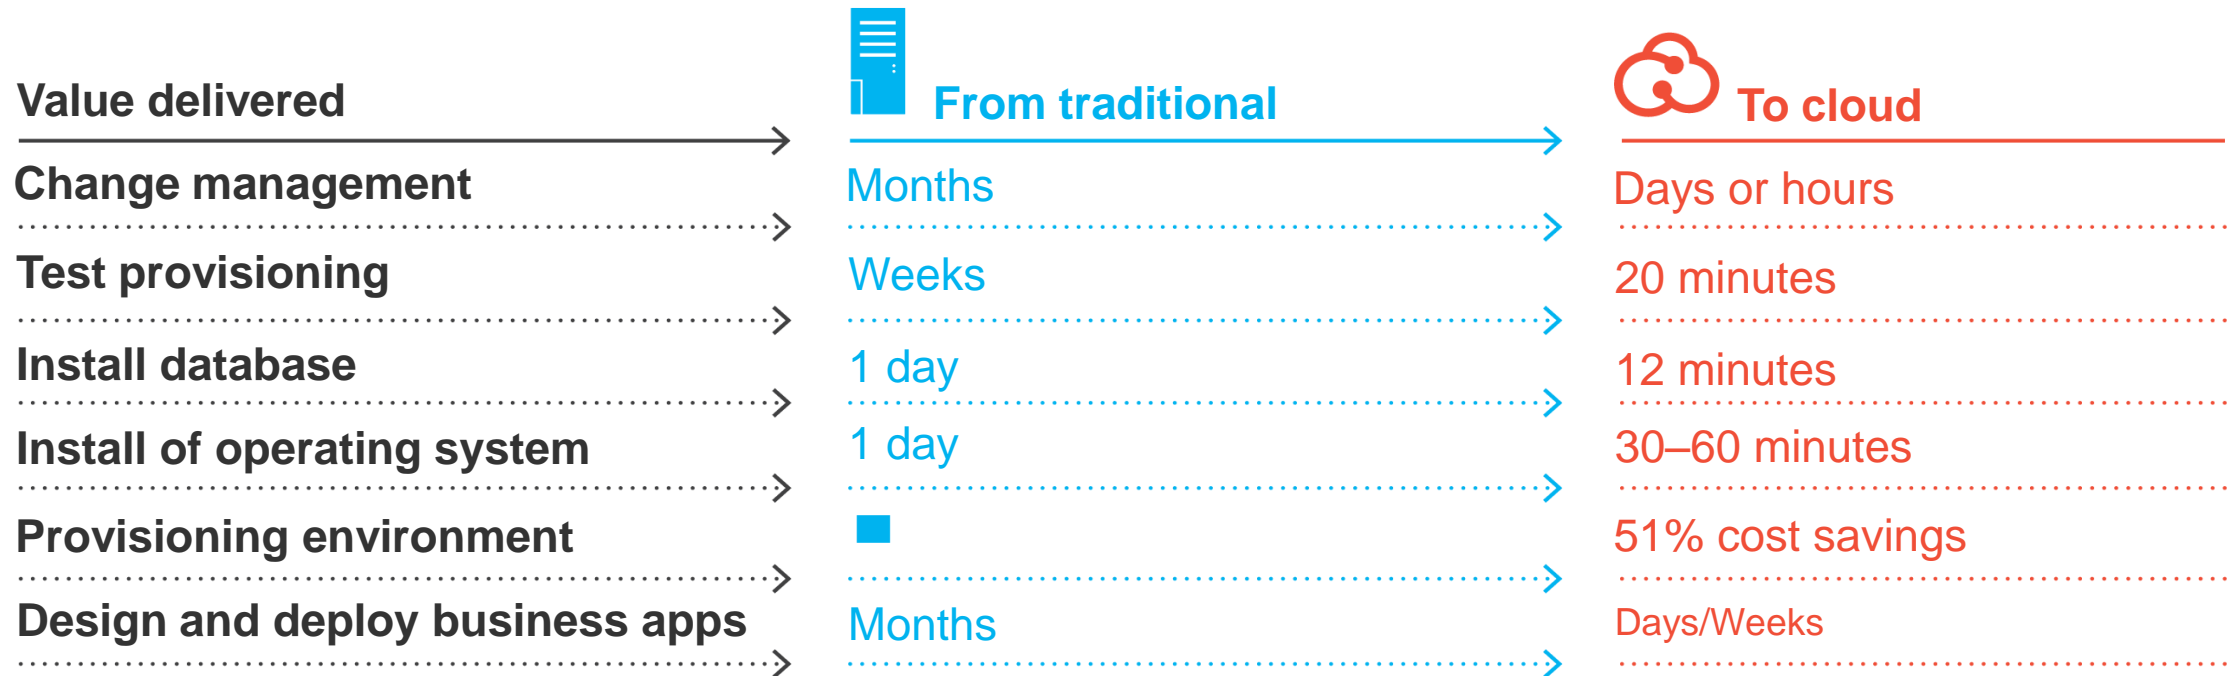 Value delivered From traditional To cloud
Change management Months Days or hours
Test provisioning Weeks 20 minutes
Install database 1 day 12 minutes
Install of operating system 1 day 30–60 minutes
Provisioning environment 51% cost savings
Design and deploy business apps Months Days/Weeks